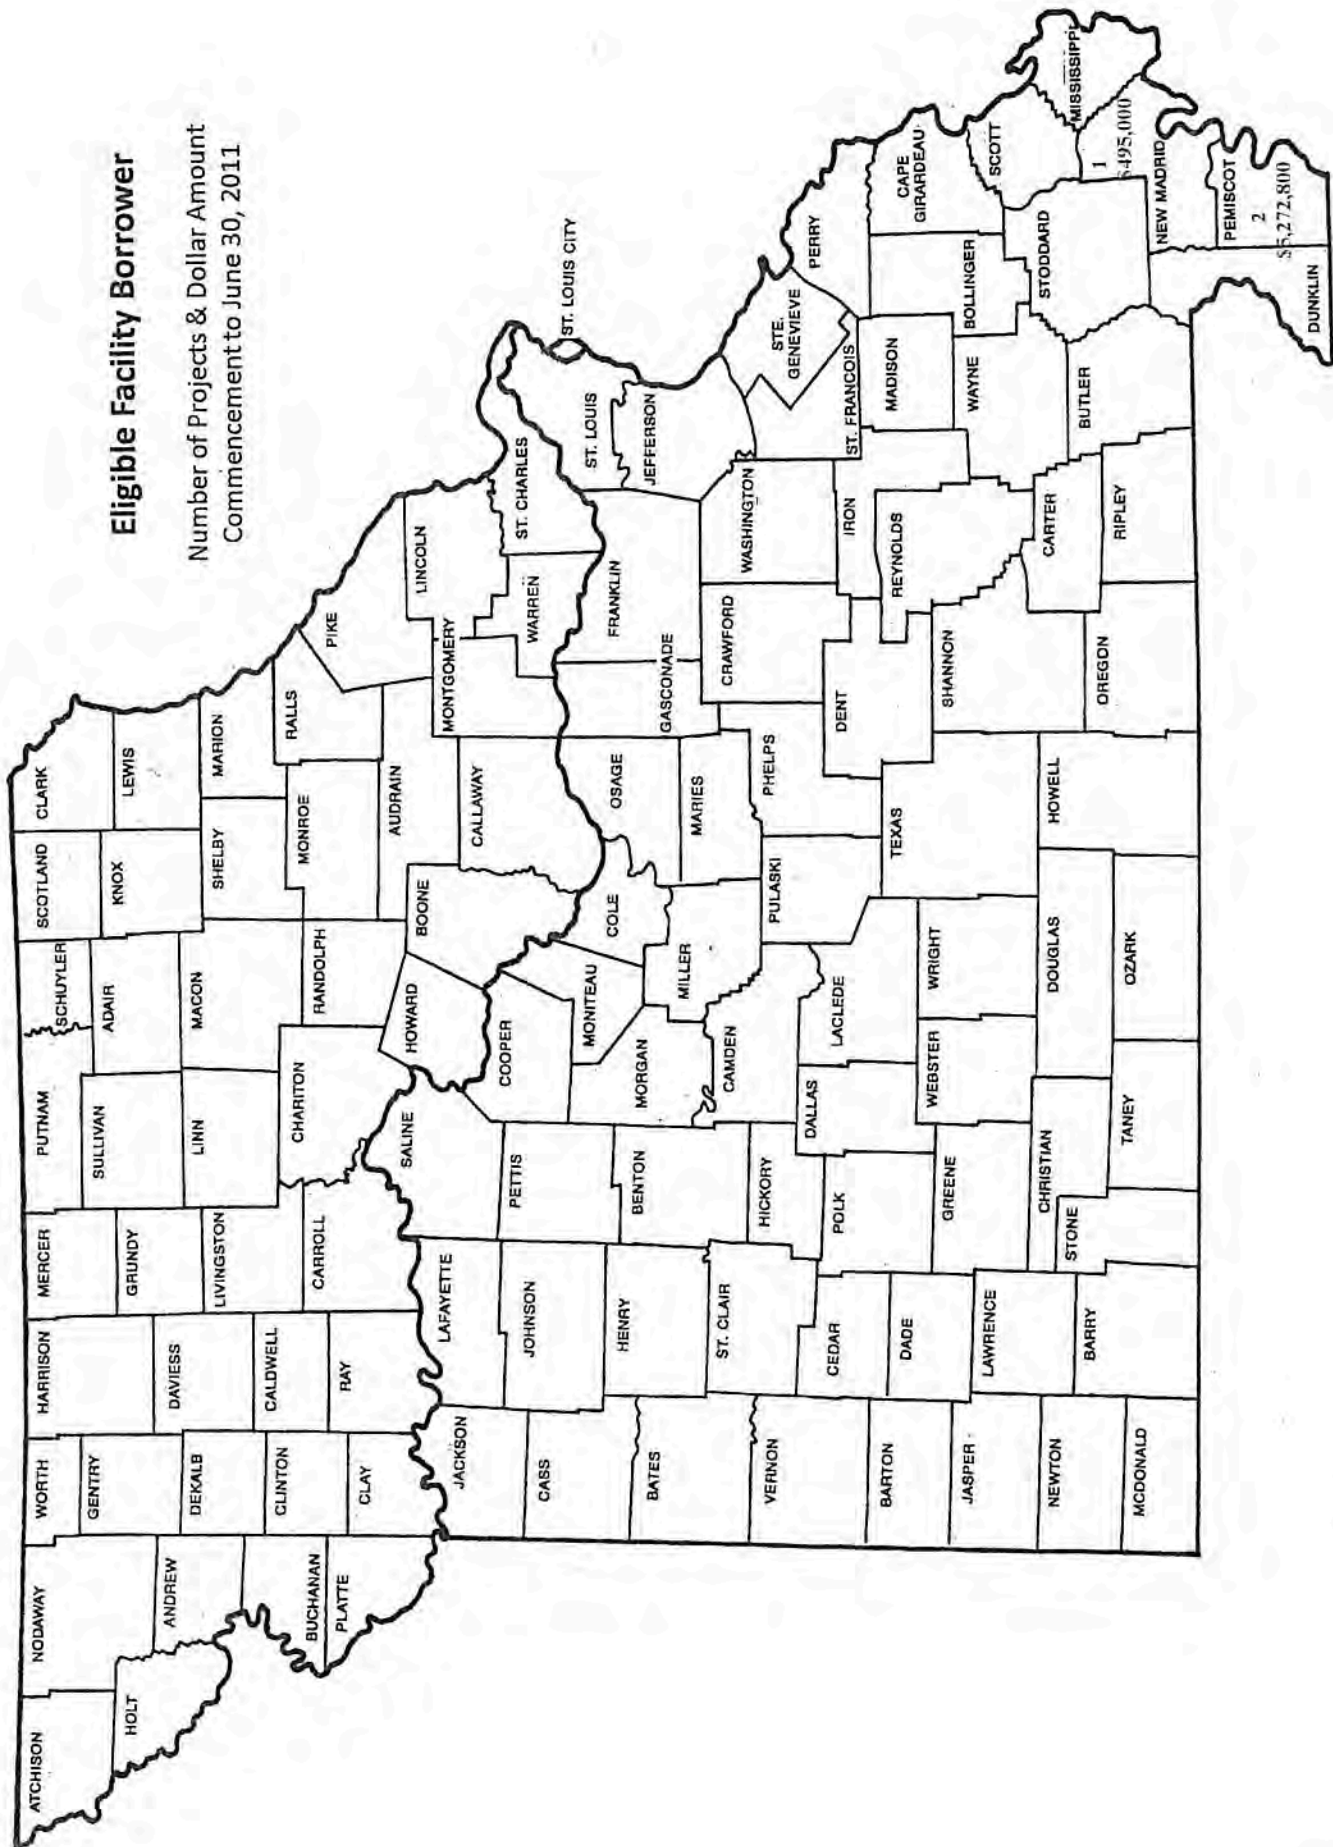 Eligible Facility Borrower
Number of Projects & Dollar Amount
Commencement to June 30, 2011
ATCHISON
NODAWAY
WORTH
HARRISON
MERCER
PUTNAM
SCHUYLER
SCOTLAND
CLARK
HOLT
GENTRY
GRUNDY
SULLIVAN
ADAIR
KNOX
LEWIS
ANDREW
DEKALB
DAVIESS
LIVINGSTON
LINN
MACON
SHELBY
MARION
BUCHANAN
CLINTON
CALDWELL
CARROLL
CHARITON
RANDOLPH
MONROE
RALLS
PIKE
PLATTE
CLAY
RAY
SALINE
HOWARD
BOONE
AUDRAIN
MONTGOMERY
LINCOLN
JACKSON
LAFAYETTE
PETTIS
COOPER
CALLAWAY
WARREN
ST. CHARLES
ST. LOUIS
ST. LOUIS CITY
CASS
JOHNSON
BENTON
MORGAN
MONITEAU
COLE
OSAGE
GASCONADE
FRANKLIN
JEFFERSON
BATES
HENRY
HICKORY
CAMDEN
MILLER
MARIES
CRAWFORD
WASHINGTON
ST. FRANCOIS
STE.
GENEVIEVE
PERRY
VERNON
ST. CLAIR
POLK
DALLAS
LACLEDE
PULASKI
PHELPS
DENT
IRON
REYNOLDS
MADISON
BOLLINGER
CAPE
GIRARDEAU
BARTON
CEDAR
DADE
GREENE
WEBSTER
WRIGHT
TEXAS
SHANNON
CARTER
WAYNE
STODDARD
SCOTT
MISSISSIPPI
JASPER
LAWRENCE
CHRISTIAN
DOUGLAS
HOWELL
OREGON
RIPLEY
BUTLER
1
$495,000
NEW MADRID
NEWTON
BARRY
STONE
TANEY
OZARK
MCDONALD
PEMISCOT
2
$5,272,800
DUNKLIN